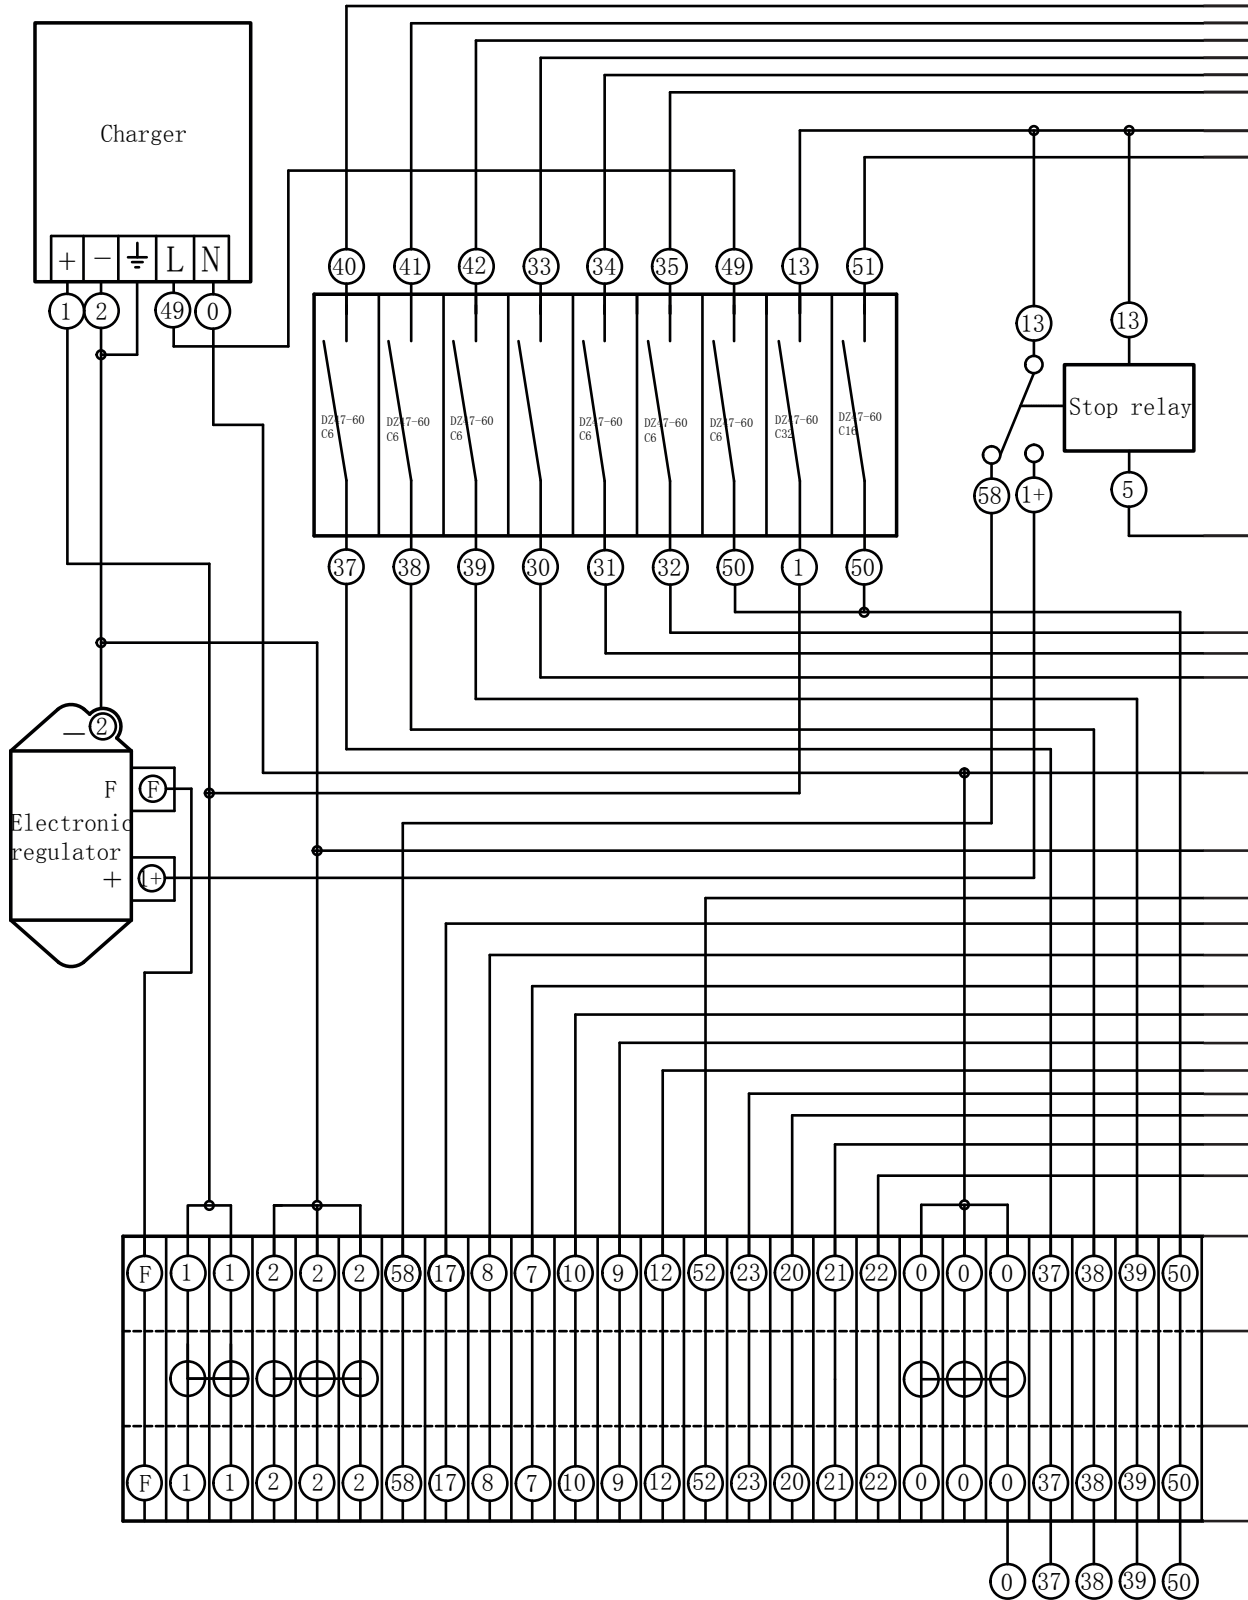 Charger
+ − L N
1 2 49 0
40 41 42 33 34 35 49 13 51
13 13
DZ47-60 DZ47-60 DZ47-60 DZ47-60 DZ47-60 DZ47-60 DZ47-60 DZ47-60
C6 C6 C6 C6 C6 C6 C32 C16
Stop relay
58 1+ 5
37 38 39 30 31 32 50 1 50
− 2
F F
Electronic
regulator
+ 1+
F 1 1 2 2 2 58 17 8 7 10 9 12 52 23 20 21 22 0 0 0 37 38 39 50
F 1 1 2 2 2 58 17 8 7 10 9 12 52 23 20 21 22 0 0 0 37 38 39 50
0 37 38 39 50